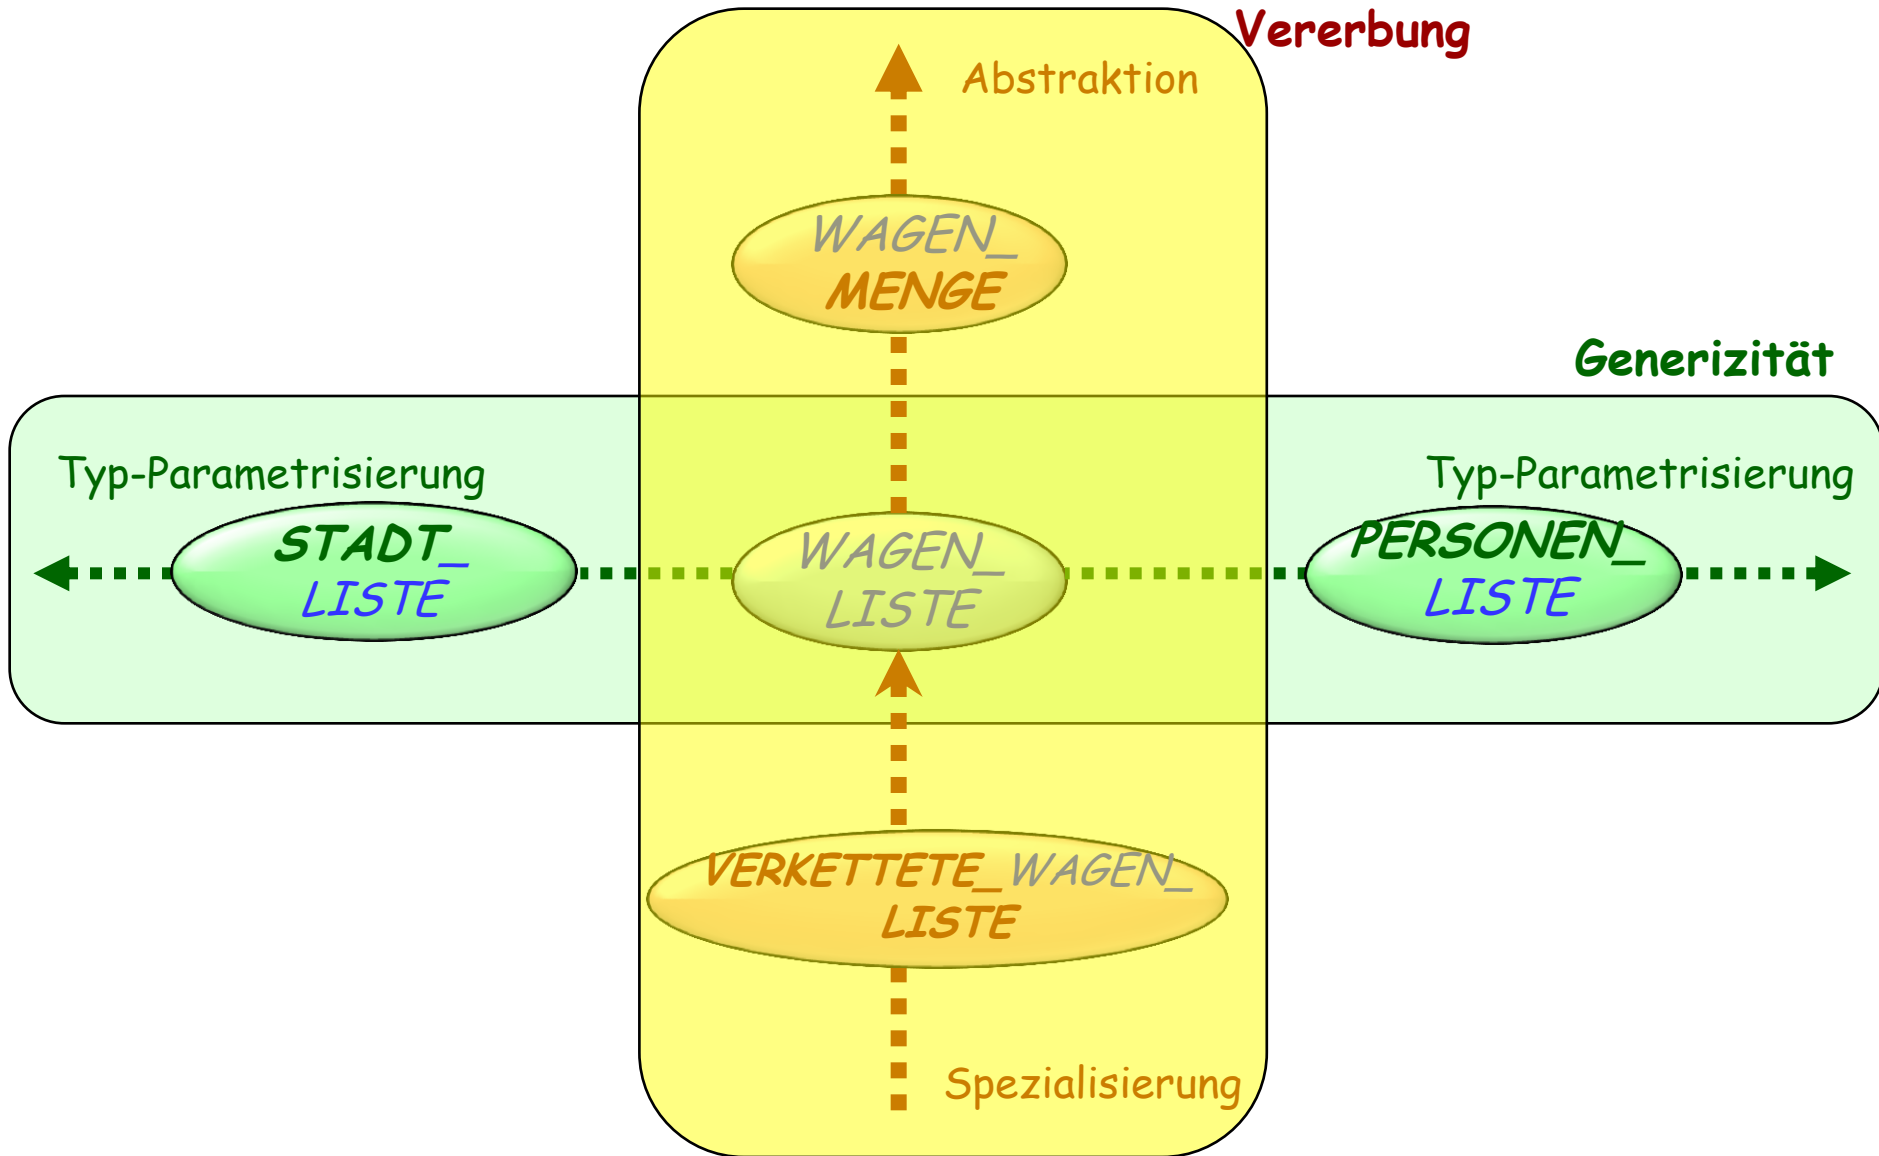 Vererbung
Abstraktion
WAGEN_
MENGE
Generizität
Typ-Parametrisierung
STADT_
LISTE
WAGEN_
LISTE
Typ-Parametrisierung
PERSONEN_
LISTE
VERKETTETE_WAGEN_
LISTE
Spezialisierung